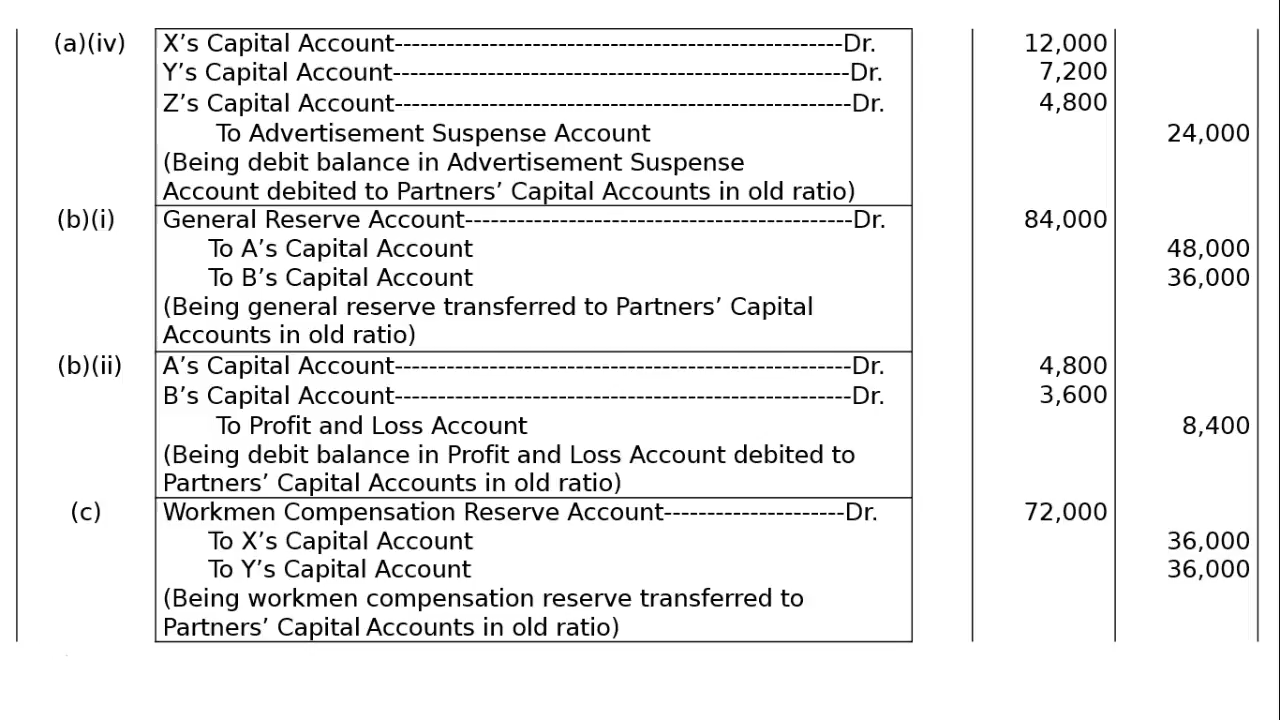 (a)(iv) X’s Capital Account----------------------------------------------------Dr. 12,000
Y’s Capital Account-----------------------------------------------------Dr. 7,200
Z’s Capital Account-----------------------------------------------------Dr. 4,800
To Advertisement Suspense Account 24,000
(Being debit balance in Advertisement Suspense
Account debited to Partners’ Capital Accounts in old ratio)
(b)(i) General Reserve Account---------------------------------------------Dr. 84,000
To A’s Capital Account 48,000
To B’s Capital Account 36,000
(Being general reserve transferred to Partners’ Capital
Accounts in old ratio)
(b)(ii) A’s Capital Account-----------------------------------------------------Dr. 4,800
B’s Capital Account-----------------------------------------------------Dr. 3,600
To Profit and Loss Account 8,400
(Being debit balance in Profit and Loss Account debited to
Partners’ Capital Accounts in old ratio)
(c) Workmen Compensation Reserve Account---------------------Dr. 72,000
To X’s Capital Account 36,000
To Y’s Capital Account 36,000
(Being workmen compensation reserve transferred to
Partners’ Capital Accounts in old ratio)